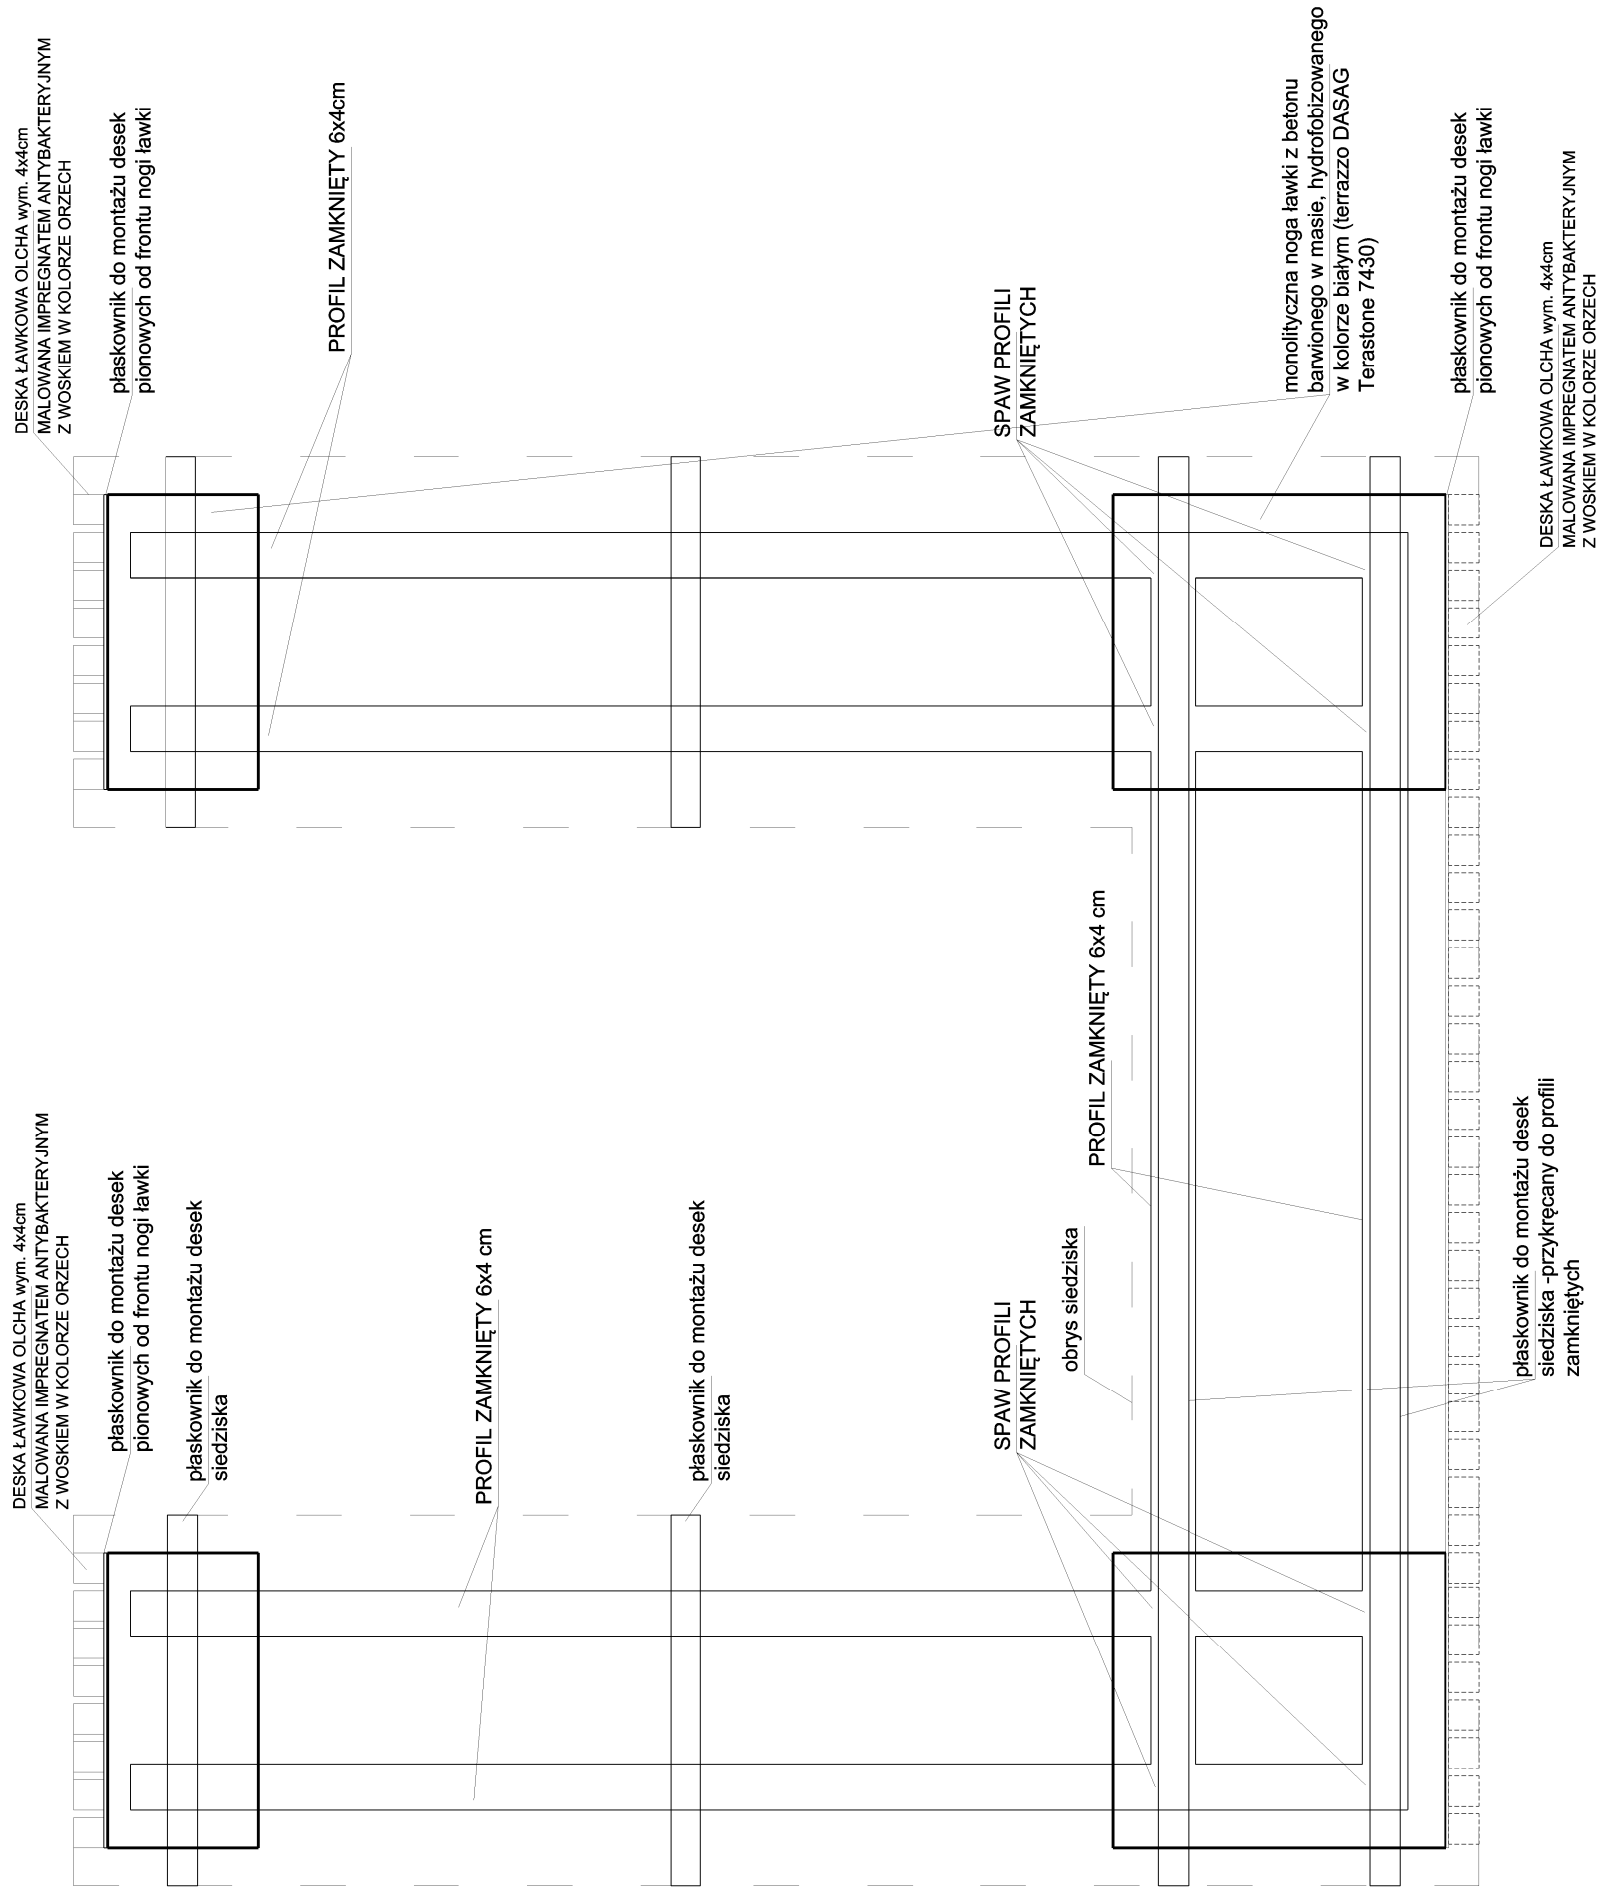 DESKA ŁAWKOWA OLCHA wym. 4x4cm
MALOWANA IMPREGNATEM ANTYBAKTERYJNYM
Z WOSKIEM W KOLORZE ORZECH
płaskownik do montażu desek
pionowych od frontu nogi ławki
płaskownik do montażu desek
siedziska
PROFIL ZAMKNIĘTY 6x4 cm
płaskownik do montażu desek
siedziska
SPAW PROFILI
ZAMKNIĘTYCH
obrys siedziska
PROFIL ZAMKNIĘTY 6x4 cm
płaskownik do montażu desek
siedziska -przykręcany do profili
zamkniętych
DESKA ŁAWKOWA OLCHA wym. 4x4cm
MALOWANA IMPREGNATEM ANTYBAKTERYJNYM
Z WOSKIEM W KOLORZE ORZECH
płaskownik do montażu desek
pionowych od frontu nogi ławki
PROFIL ZAMKNIĘTY 6x4cm
SPAW PROFILI
ZAMKNIĘTYCH
monolityczna noga ławki z betonu
barwionego w masie, hydrofobizowanego
w kolorze białym (terrazzo DASAG
Terastone 7430)
płaskownik do montażu desek
pionowych od frontu nogi ławki
DESKA ŁAWKOWA OLCHA wym. 4x4cm
MALOWANA IMPREGNATEM ANTYBAKTERYJNYM
Z WOSKIEM W KOLORZE ORZECH